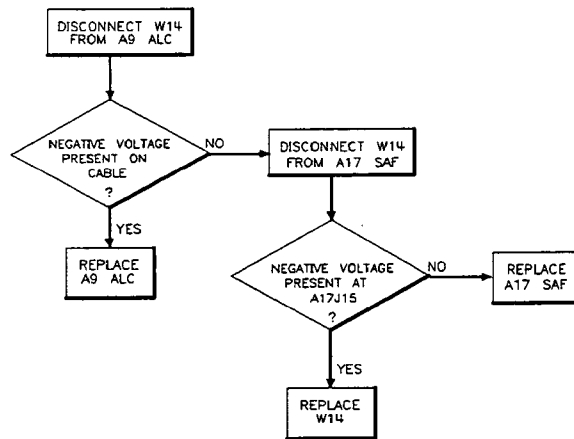 DISCONNECT W14
FROM A9 ALC
NEGATIVE VOLTAGE
PRESENT ON
CABLE
?
NO
YES
REPLACE
A9 ALC
DISCONNECT W14
FROM A17 SAF
NEGATIVE VOLTAGE
PRESENT AT
A17J15
?
NO
REPLACE
A17 SAF
YES
REPLACE
W14